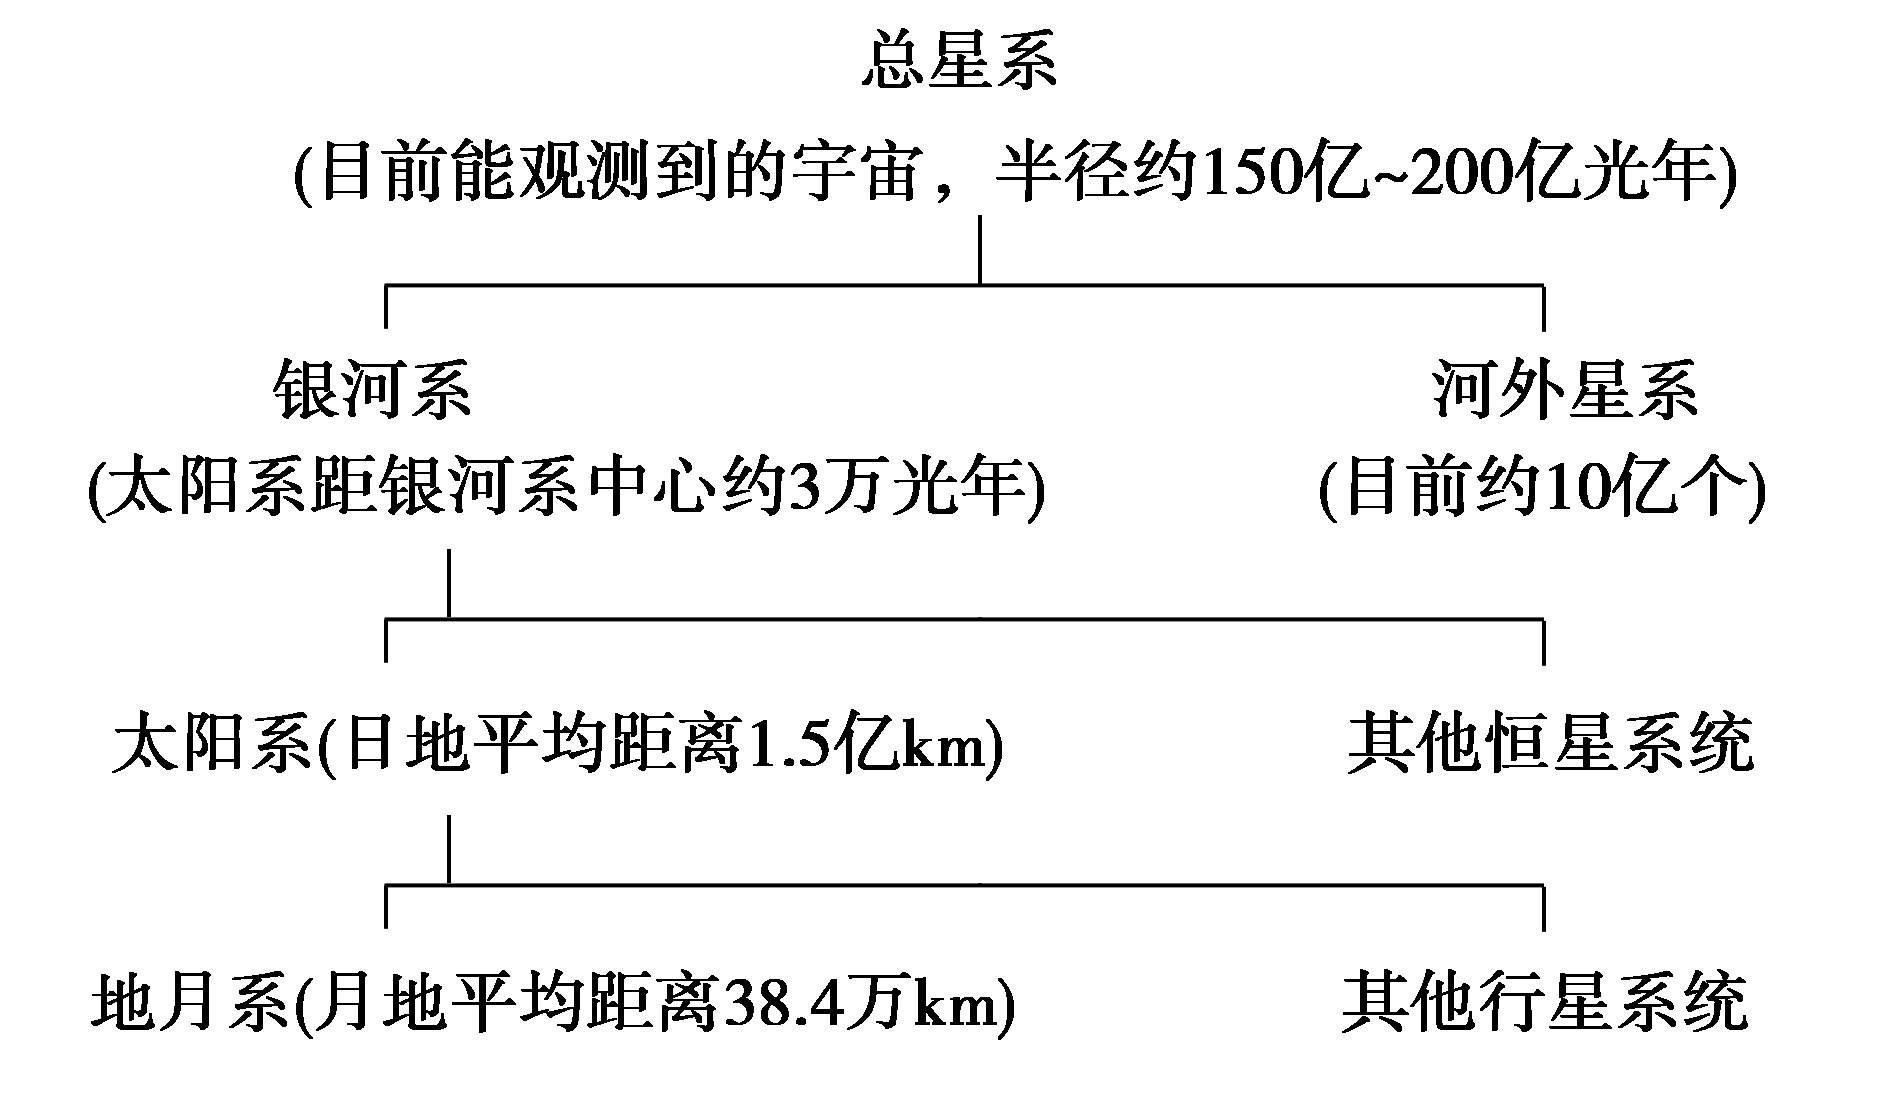 总星系
(目前能观测到的宇宙，半径约150亿~200亿光年)
银河系
河外星系
(太阳系距银河系中心约3万光年)
(目前约10亿个)
太阳系(日地平均距离1.5亿km)
其他恒星系统
地月系(月地平均距离38.4万km)
其他行星系统